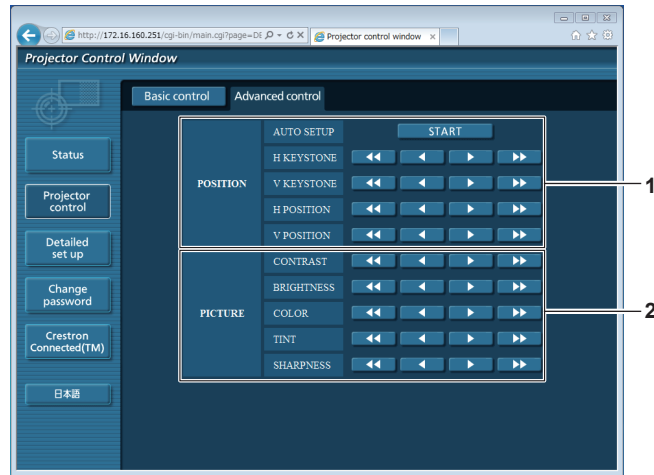 http://172.16.160.251/cgi-bin/main.cgi?page=DE
Projector control window
Projector Control Window
Basic control
Advanced control
AUTO SETUP
START
Status
H KEYSTONE
POSITION
V KEYSTONE
1
Projector
control
H POSITION
V POSITION
Detailed
set up
CONTRAST
Change
password
BRIGHTNESS
PICTURE
COLOR
2
Crestron
Connected(TM)
TINT
SHARPNESS
日本語